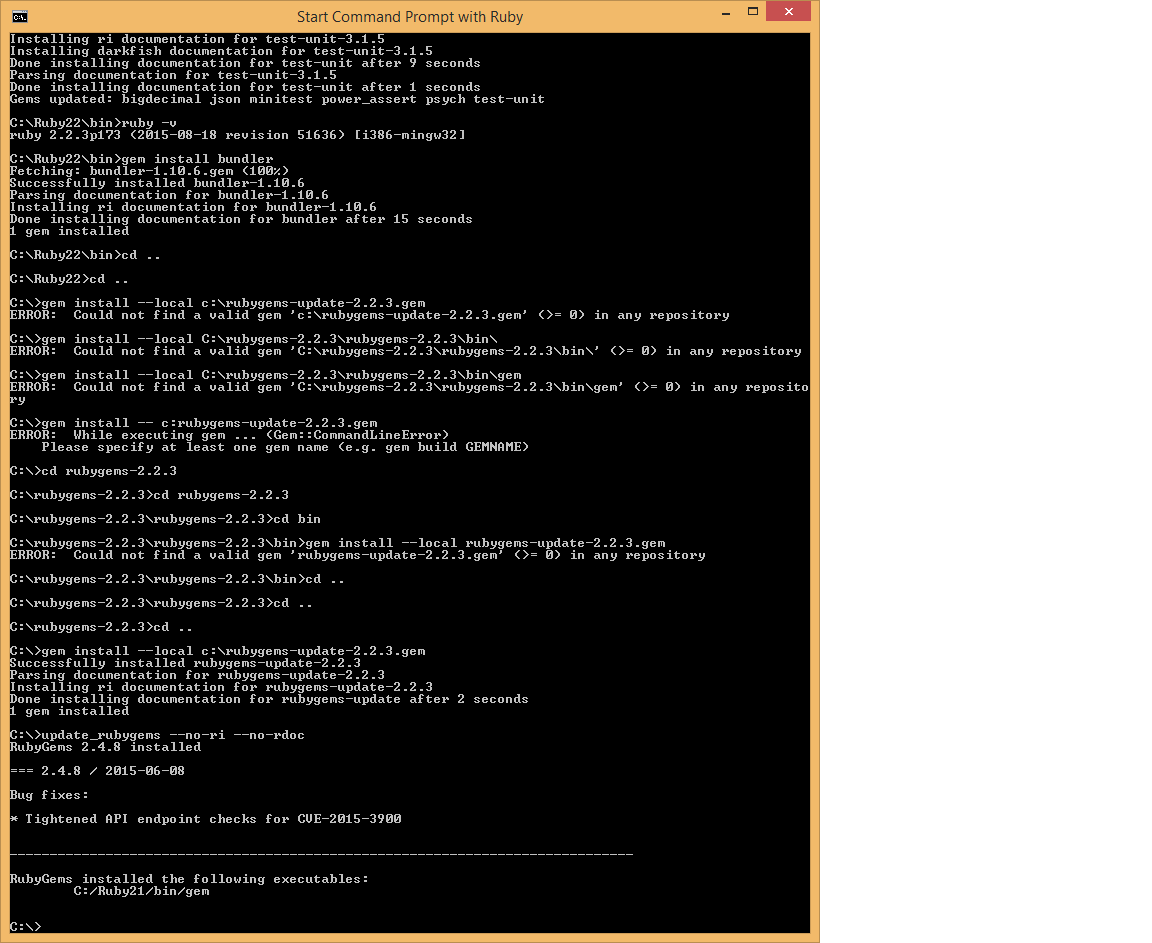 Start Command Prompt with Ruby
Installing ri documentation for test-unit-3.1.5
Installing darkfish documentation for test-unit-3.1.5
Done installing documentation for test-unit after 9 seconds
Parsing documentation for test-unit-3.1.5
Done installing documentation for test-unit after 1 seconds
Gems updated: bigdecimal json minitest power_assert psych test-unit
C:\Ruby22\bin>ruby -v
ruby 2.2.3p173 (2015-08-18 revision 51636) [i386-mingw32]
C:\Ruby22\bin>gem install bundler
Fetching: bundler-1.10.6.gem (100%)
Successfully installed bundler-1.10.6
Parsing documentation for bundler-1.10.6
Installing ri documentation for bundler-1.10.6
Done installing documentation for bundler after 15 seconds
1 gem installed
C:\Ruby22\bin>cd ..
C:\Ruby22>cd ..
C:\>gem install --local c:\rubygems-update-2.2.3.gem
ERROR:  Could not find a valid gem 'c:\rubygems-update-2.2.3.gem' (>= 0) in any repository
C:\>gem install --local C:\rubygems-2.2.3\rubygems-2.2.3\bin\
ERROR:  Could not find a valid gem 'C:\rubygems-2.2.3\rubygems-2.2.3\bin\' (>= 0) in any repository
C:\>gem install --local C:\rubygems-2.2.3\rubygems-2.2.3\bin\gem
ERROR:  Could not find a valid gem 'C:\rubygems-2.2.3\rubygems-2.2.3\bin\gem' (>= 0) in any reposito
ry
C:\>gem install -- c:rubygems-update-2.2.3.gem
ERROR:  While executing gem ... (Gem::CommandLineError)
    Please specify at least one gem name (e.g. gem build GEMNAME)
C:\>cd rubygems-2.2.3
C:\rubygems-2.2.3>cd rubygems-2.2.3
C:\rubygems-2.2.3\rubygems-2.2.3>cd bin
C:\rubygems-2.2.3\rubygems-2.2.3\bin>gem install --local rubygems-update-2.2.3.gem
ERROR:  Could not find a valid gem 'rubygems-update-2.2.3.gem' (>= 0) in any repository
C:\rubygems-2.2.3\rubygems-2.2.3\bin>cd ..
C:\rubygems-2.2.3\rubygems-2.2.3>cd ..
C:\rubygems-2.2.3>cd ..
C:\>gem install --local c:\rubygems-update-2.2.3.gem
Successfully installed rubygems-update-2.2.3
Parsing documentation for rubygems-update-2.2.3
Installing ri documentation for rubygems-update-2.2.3
Done installing documentation for rubygems-update after 2 seconds
1 gem installed
C:\>update_rubygems --no-ri --no-rdoc
RubyGems 2.4.8 installed
=== 2.4.8 / 2015-06-08
Bug fixes:
* Tightened API endpoint checks for CVE-2015-3900
------------------------------------------------------------------------------
RubyGems installed the following executables:
        C:/Ruby21/bin/gem
C:\>